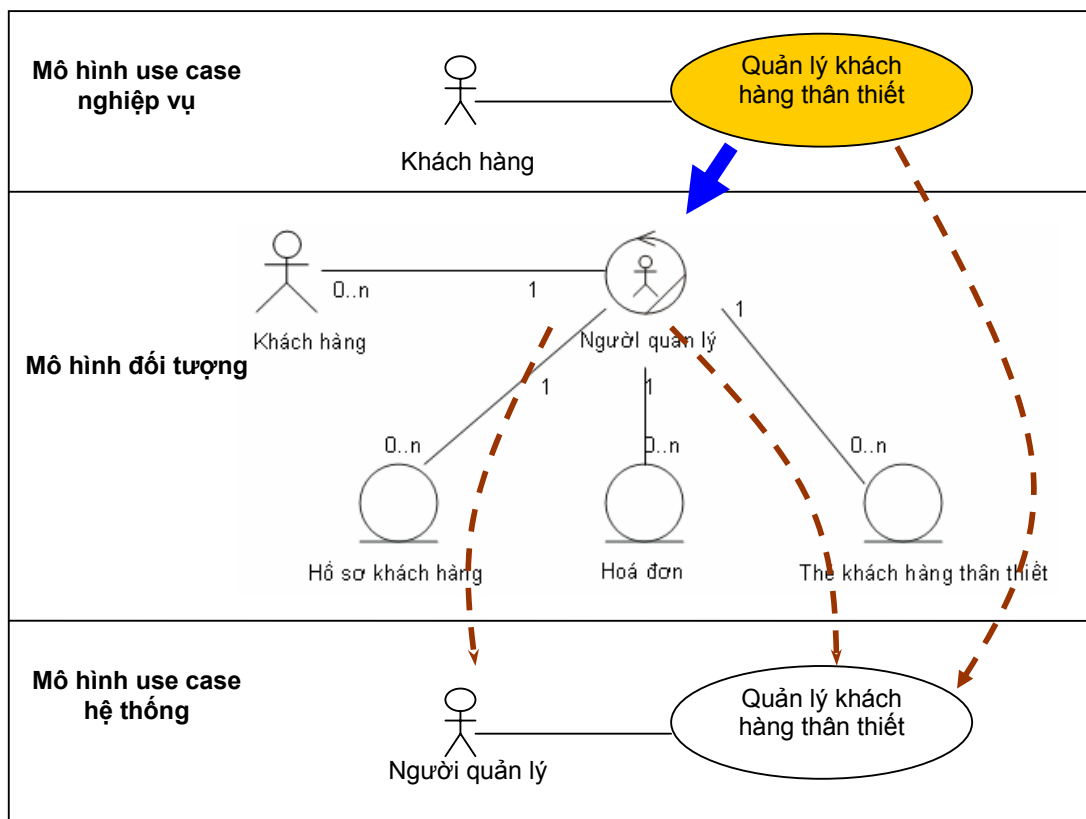 Mô hình use case
nghiệp vụ
Quản lý khách
hàng thân thiết
Khách hàng
Mô hình đối tượng
0..n
1
1
Khách hàng
Ngườl quản lý
1
1
0..n
0..n
0..n
Hồ sơ khách hàng
Hoá đơn
Thẻ khách hàng thân thiết
Mô hình use case
hệ thống
Quản lý khách
hàng thân thiết
Người quản lý